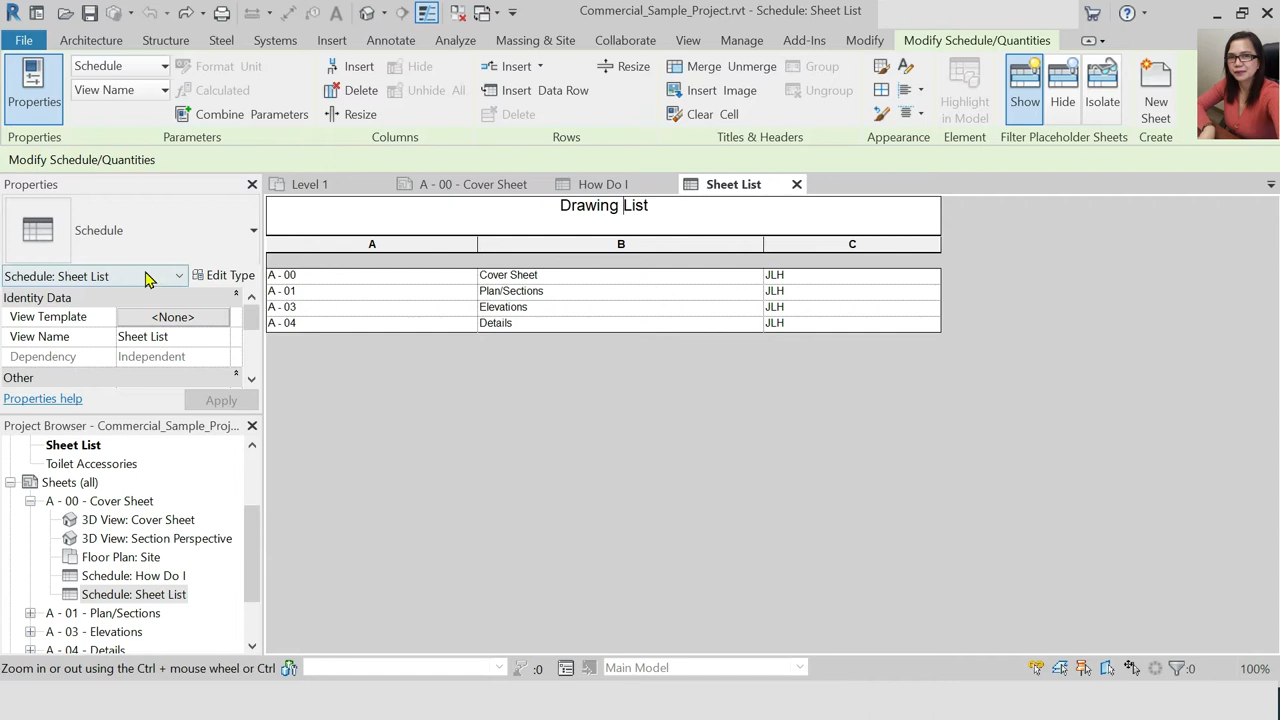 Commercial_Sample_Project.rvt - Schedule: Sheet List
File Architecture Structure Steel Systems Insert Annotate Analyze Massing & Site Collaborate View Manage Add-Ins Modify Modify Schedule/Quantities
Schedule Format Unit Insert Hide Insert Resize Merge Unmerge Group
View Name Calculated Delete Unhide All Insert Data Row Insert Image Ungroup
Combine Parameters Resize Delete Clear Cell
Properties
Highlight in Model
Show Hide Isolate
New Sheet
Properties Parameters Columns Rows Titles & Headers Appearance Element Filter Placeholder Sheets Create
Modify Schedule/Quantities
Properties
Level 1 A - 00 - Cover Sheet How Do I Sheet List
Schedule
Schedule: Sheet List Edit Type
Identity Data
View Template <None>
View Name Sheet List
Dependency Independent
Other
Properties help Apply
Drawing List
A B C
A - 00 Cover Sheet JLH
A - 01 Plan/Sections JLH
A - 03 Elevations JLH
A - 04 Details JLH
Project Browser - Commercial_Sample_Proj...
Sheet List
Toilet Accessories
Sheets (all)
A - 00 - Cover Sheet
3D View: Cover Sheet
3D View: Section Perspective
Floor Plan: Site
Schedule: How Do I
Schedule: Sheet List
A - 01 - Plan/Sections
A - 03 - Elevations
A - 04 - Details
Zoom in or out using the Ctrl + mouse wheel or Ctrl :0 Main Model :0 100%